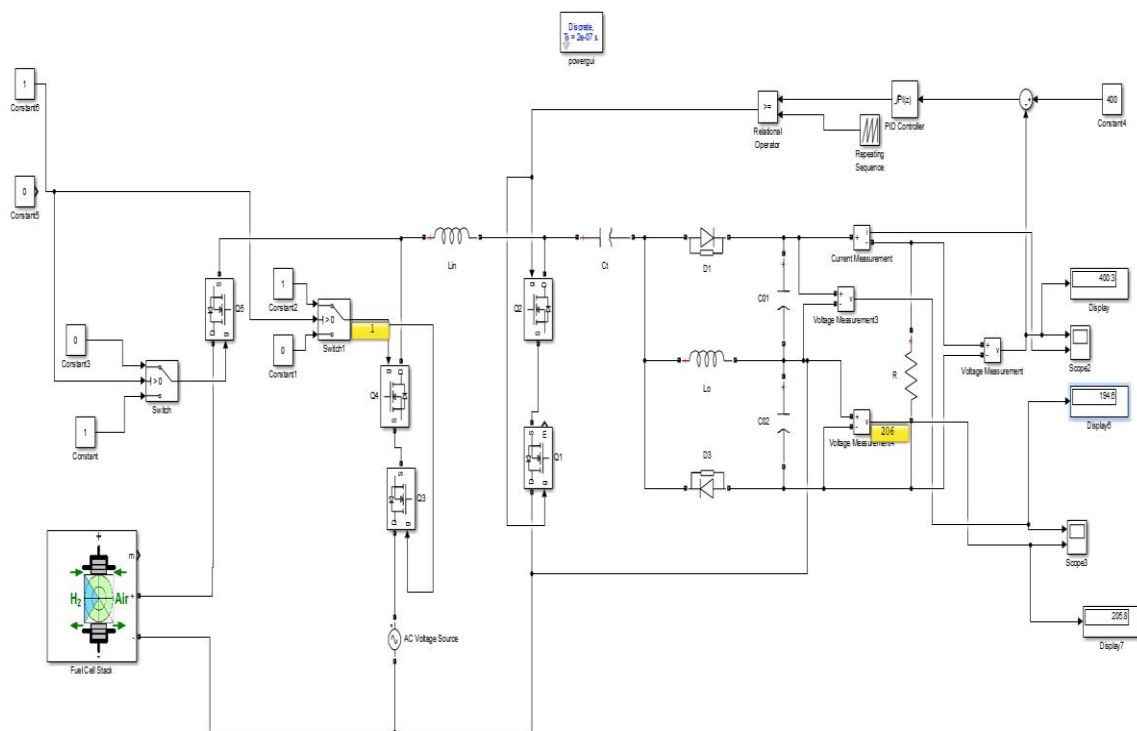 Discrete,
Ts = 2e-07 s.
powergui
1
Constant6
0
Constant5
>=
Relational
Operator
Repeating
Sequence
PI(z)
PID Controller
400
Constant4
Lin
Ct
D1
Current Measurement
C01
Voltage Measurement3
400.3
Display
Scope2
Voltage Measurement
R
Lo
C02
194.6
Display6
206
Voltage Measurement4
D3
Scope3
205.8
Display7
Q5
Q2
Q1
1
Constant2
> 0
1
Switch1
0
Constant1
0
Constant3
> 0
Switch
1
Constant
Q4
Q3
AC Voltage Source
m
H2
Air
+
-
Fuel Cell Stack